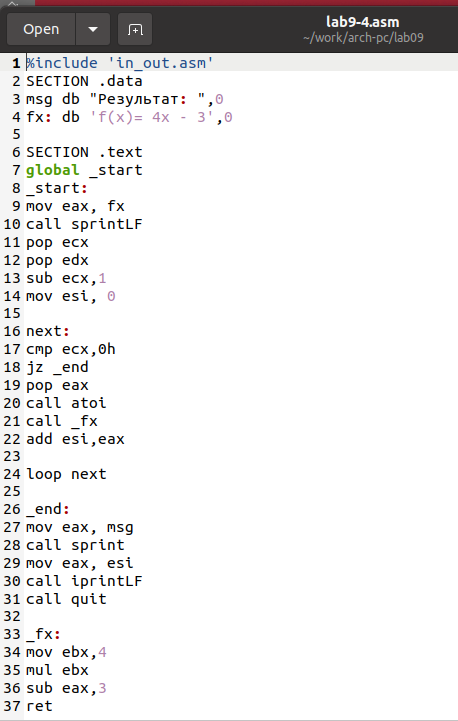 Open
lab9-4.asm
~/work/arch-pc/lab09
1 %include 'in_out.asm'
2 SECTION .data
3 msg db "Результат: ",0
4 fx: db 'f(x)= 4x - 3',0
5
6 SECTION .text
7 global _start
8 _start:
9 mov eax, fx
10 call sprintLF
11 pop ecx
12 pop edx
13 sub ecx,1
14 mov esi, 0
15
16 next:
17 cmp ecx,0h
18 jz _end
19 pop eax
20 call atoi
21 call _fx
22 add esi,eax
23
24 loop next
25
26 _end:
27 mov eax, msg
28 call sprint
29 mov eax, esi
30 call iprintLF
31 call quit
32
33 _fx:
34 mov ebx,4
35 mul ebx
36 sub eax,3
37 ret